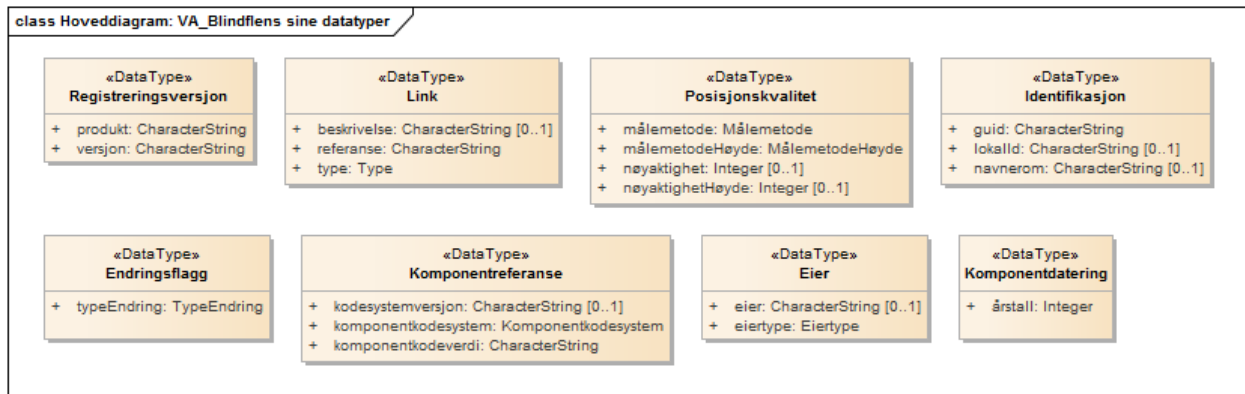 class Hoveddiagram: VA_Blindflens sine datatyper
«DataType»
Registreringsversjon
+ produkt: CharacterString
+ versjon: CharacterString
«DataType»
Link
+ beskrivelse: CharacterString [0..1]
+ referanse: CharacterString
+ type: Type
«DataType»
Posisjonskvalitet
+ målemetode: Målemetode
+ målemetodeHøyde: MålemetodeHøyde
+ nøyaktighet: Integer [0..1]
+ nøyaktighetHøyde: Integer [0..1]
«DataType»
Identifikasjon
+ guid: CharacterString
+ lokalId: CharacterString [0..1]
+ navnerom: CharacterString [0..1]
«DataType»
Endringsflagg
+ typeEndring: TypeEndring
«DataType»
Komponentreferanse
+ kodesystemversjon: CharacterString [0..1]
+ komponentkodesystem: Komponentkodesystem
+ komponentkodeverdi: CharacterString
«DataType»
Eier
+ eier: CharacterString [0..1]
+ eiertype: Eiertype
«DataType»
Komponentdatering
+ årstall: Integer